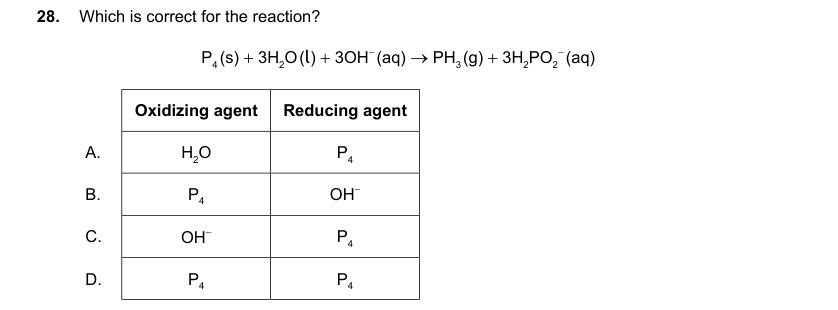 28. Which is correct for the reaction?
P₄(s) + 3H₂O(l) + 3OH⁻(aq) → PH₃(g) + 3H₂PO₂⁻(aq)
Oxidizing agent Reducing agent
A. H₂O P₄
B. P₄ OH⁻
C. OH⁻ P₄
D. P₄ P₄